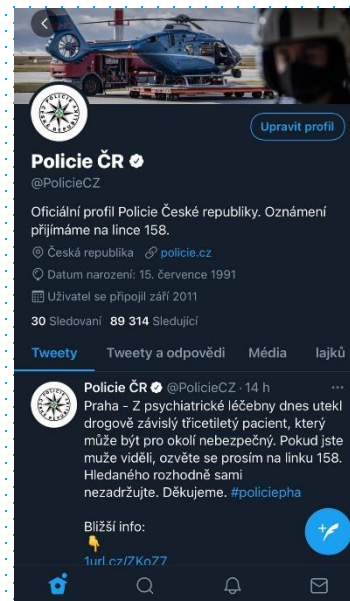 Upravit profil
Policie ČR
@PolicieCZ
Oficiální profil Policie České republiky. Oznámení
přijímáme na lince 158.
Česká republika policie.cz
Datum narození: 15. července 1991
Uživatel se připojil září 2011
30 Sledovaní 89 314 Sledující
Tweety Tweety a odpovědi Média lajků
Policie ČR @PolicieCZ · 14 h
Praha – Z psychiatrické léčebny dnes utekl
drogově závislý třicetiletý pacient, který
může být pro okolí nebezpečný. Pokud jste
muže viděli, ozvěte se prosím na linku 158.
Hledaného rozhodně sami
nezadržujte. Děkujeme. #policiepha
Bližší info:
👇
1url.cz/ZKoZ7